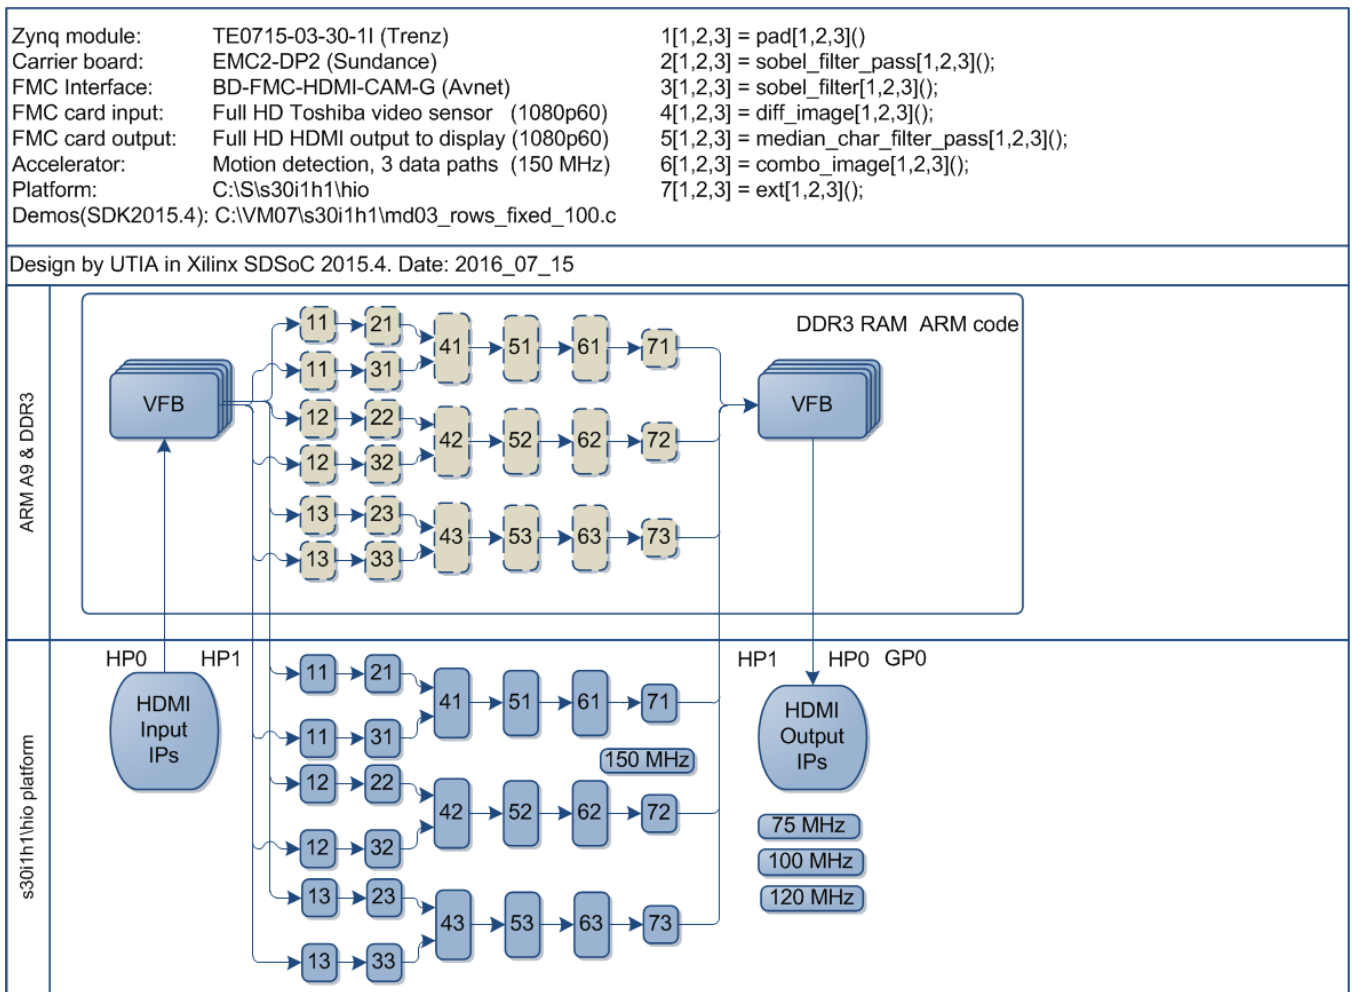 Zynq module: TE0715-03-30-1I (Trenz) 1[1,2,3] = pad[1,2,3]()
Carrier board: EMC2-DP2 (Sundance) 2[1,2,3] = sobel_filter_pass[1,2,3]();
FMC Interface: BD-FMC-HDMI-CAM-G (Avnet) 3[1,2,3] = sobel_filter[1,2,3]();
FMC card input: Full HD Toshiba video sensor (1080p60) 4[1,2,3] = diff_image[1,2,3]();
FMC card output: Full HD HDMI output to display (1080p60) 5[1,2,3] = median_char_filter_pass[1,2,3]();
Accelerator: Motion detection, 3 data paths (150 MHz) 6[1,2,3] = combo_image[1,2,3]();
Platform: C:\S\s30i1h1\hio 7[1,2,3] = ext[1,2,3]();
Demos(SDK2015.4): C:\VM07\s30i1h1\md03_rows_fixed_100.c
Design by UTIA in Xilinx SDSoC 2015.4. Date: 2016_07_15
ARM A9 & DDR3
DDR3 RAM ARM code
11 21
41 51 61 71
11 31
VFB
VFB
12 22
42 52 62 72
12 32
13 23
43 53 63 73
13 33
s30i1h1\hio platform
HP0 HP1
HP1 HP0 GP0
HDMI
Input
IPs
11 21
41 51 61 71
11 31
150 MHz
12 22
42 52 62 72
12 32
13 23
43 53 63 73
13 33
HDMI
Output
IPs
75 MHz
100 MHz
120 MHz